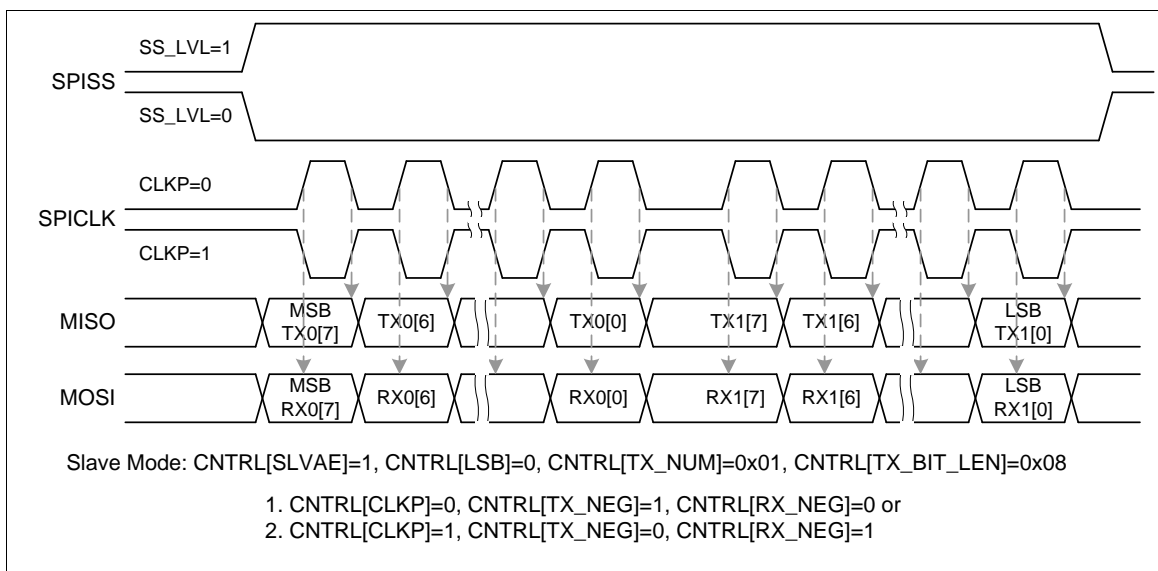 SS_LVL=1
SPISS
SS_LVL=0
CLKP=0
SPICLK
CLKP=1
MISO MSB TX0[7] TX0[6] TX0[0] TX1[7] TX1[6] LSB TX1[0]
MOSI MSB RX0[7] RX0[6] RX0[0] RX1[7] RX1[6] LSB RX1[0]
Slave Mode: CNTRL[SLVAE]=1, CNTRL[LSB]=0, CNTRL[TX_NUM]=0x01, CNTRL[TX_BIT_LEN]=0x08
1. CNTRL[CLKP]=0, CNTRL[TX_NEG]=1, CNTRL[RX_NEG]=0 or
2. CNTRL[CLKP]=1, CNTRL[TX_NEG]=0, CNTRL[RX_NEG]=1